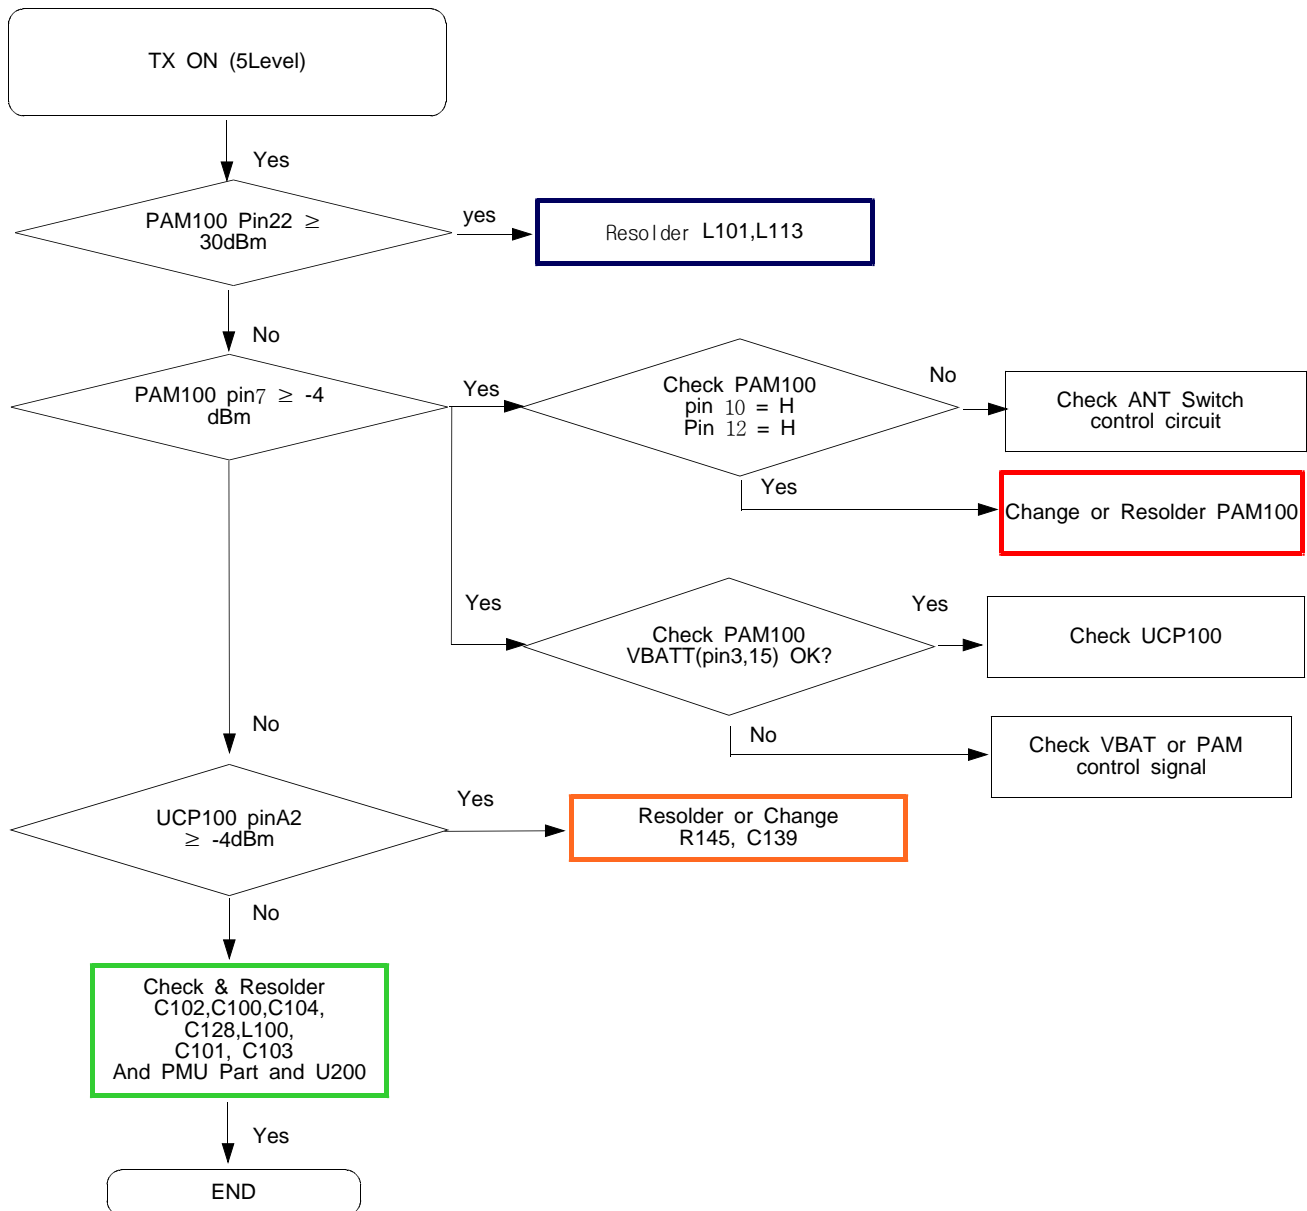 TX ON (5Level)
Yes
PAM100 Pin22 ≥
30dBm
yes
Resolder L101,L113
No
PAM100 pin7 ≥ -4
dBm
Yes
Check PAM100
pin 10 = H
Pin 12 = H
No
Check ANT Switch
control circuit
Yes
Change or Resolder PAM100
Yes
Check PAM100
VBATT(pin3,15) OK?
Yes
Check UCP100
No
Check VBAT or PAM
control signal
No
UCP100 pinA2
≥ -4dBm
Yes
Resolder or Change
R145, C139
No
Check & Resolder
C102,C100,C104,
C128,L100,
C101, C103
And PMU Part and U200
Yes
END